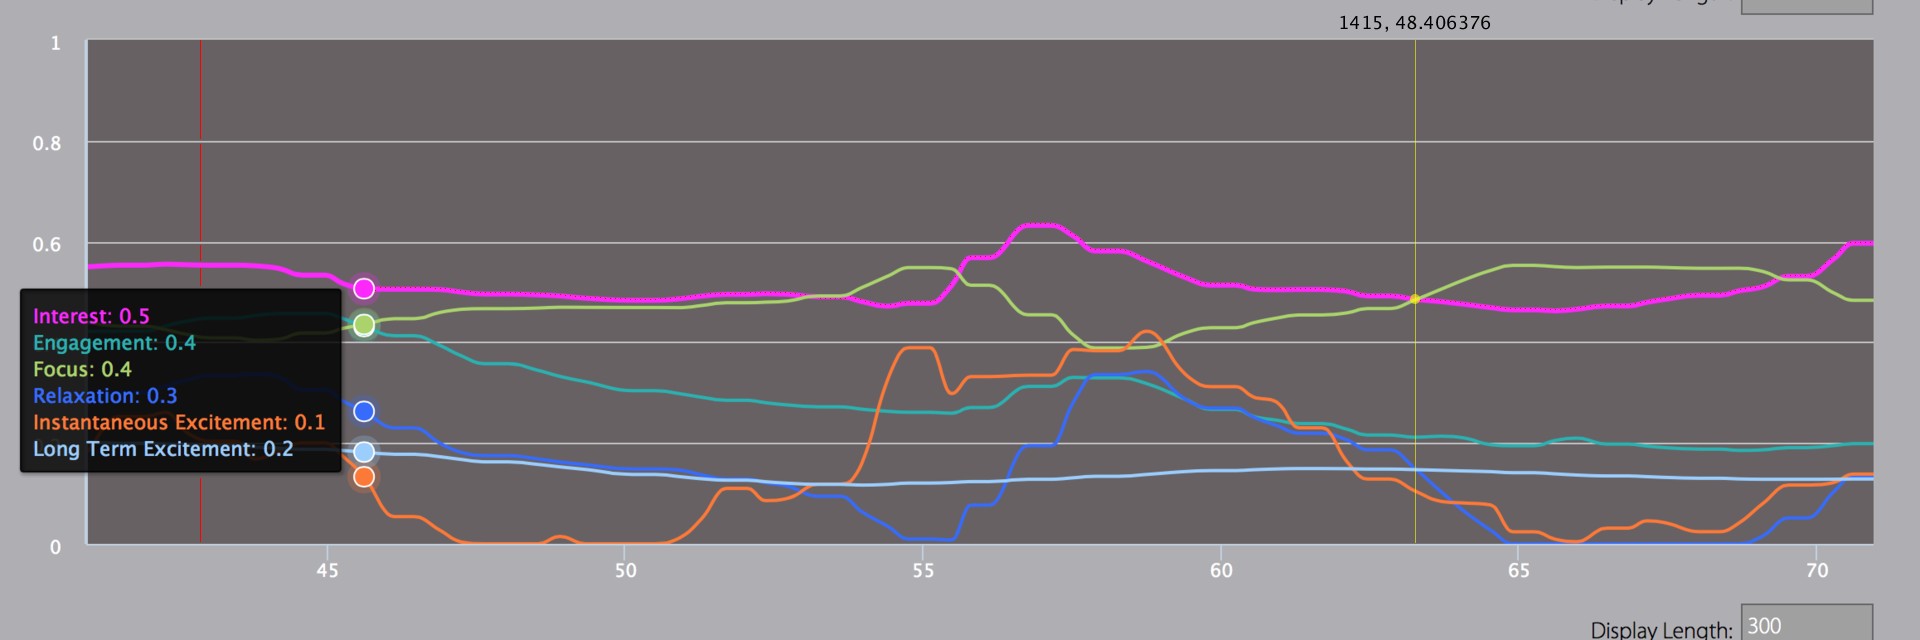 1415, 48.406376
1
0.8
0.6
Interest: 0.5
Engagement: 0.4
Focus: 0.4
Relaxation: 0.3
Instantaneous Excitement: 0.1
Long Term Excitement: 0.2
0
45
50
55
60
65
70
Display Length:
300